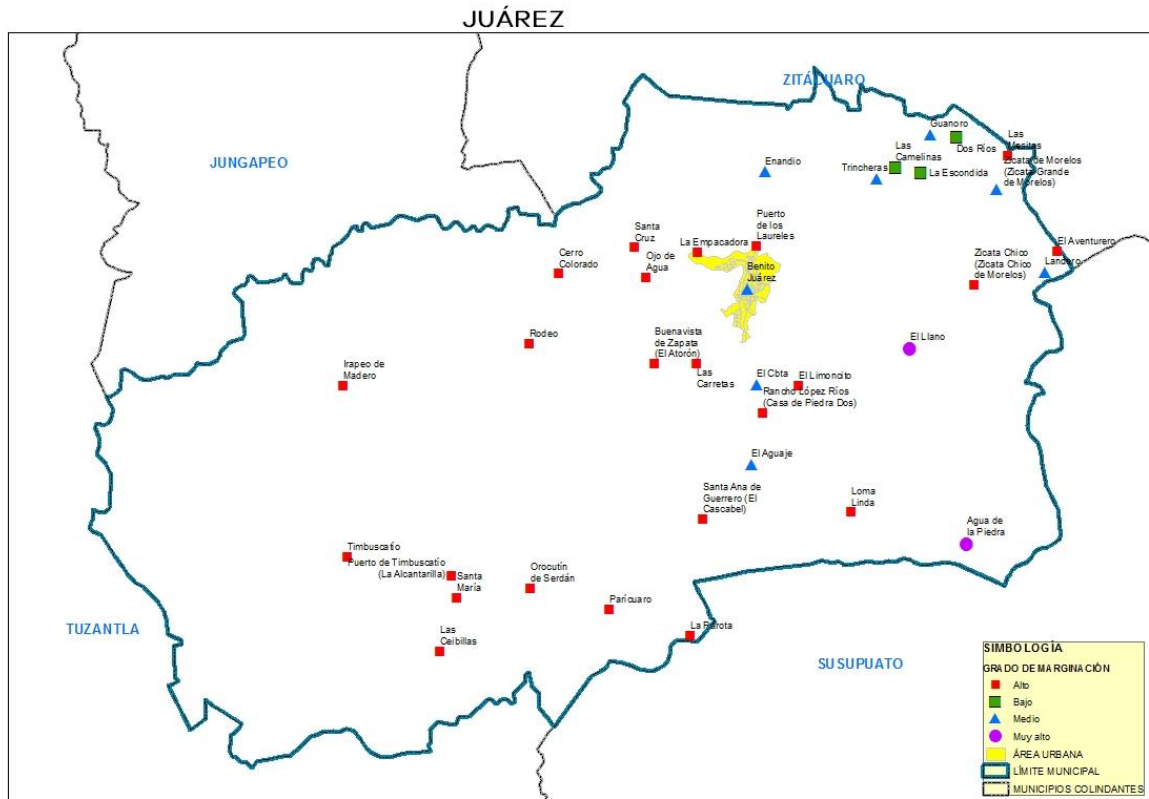 JUÁREZ
ZITÁCUARO
JUNGAPEO
Guanoro
Las
Mesitas
Las
Camelinas
Dos Ríos
Enandio
Trincheras
La Escondida
Zicata de Morelos
(Zicata Grande
de Morelos)
Santa
Cruz
Puerto
de los
Laureles
La Empacadora
El Aventurero
Cerro
Colorado
Ojo de
Agua
Benito
Juárez
Zicata Chico
(Zicata Chico
de Morelos)
Landero
Rodeo
Buenavista
de Zapata
(El Atorón)
El Llano
Irapeo de
Madero
Las
Carretas
El Cbta
El Limoncito
Rancho López Ríos
(Casa de Piedra Dos)
El Aguaje
Santa Ana de
Guerrero (El
Cascabel)
Loma
Linda
Agua de
la Piedra
Timbuscatío
Puerto de Timbuscatío
(La Alcantarilla)
Santa
María
Orocutín
de Serdán
Parícuaro
TUZANTLA
Las
Ceibillas
La Parota
SUSUPUATO
SIMBOLOGÍA
GRADO DE MARGINACIÓN
Alto
Bajo
Medio
Muy alto
ÁREA URBANA
LÍMITE MUNICIPAL
MUNICIPIOS COLINDANTES